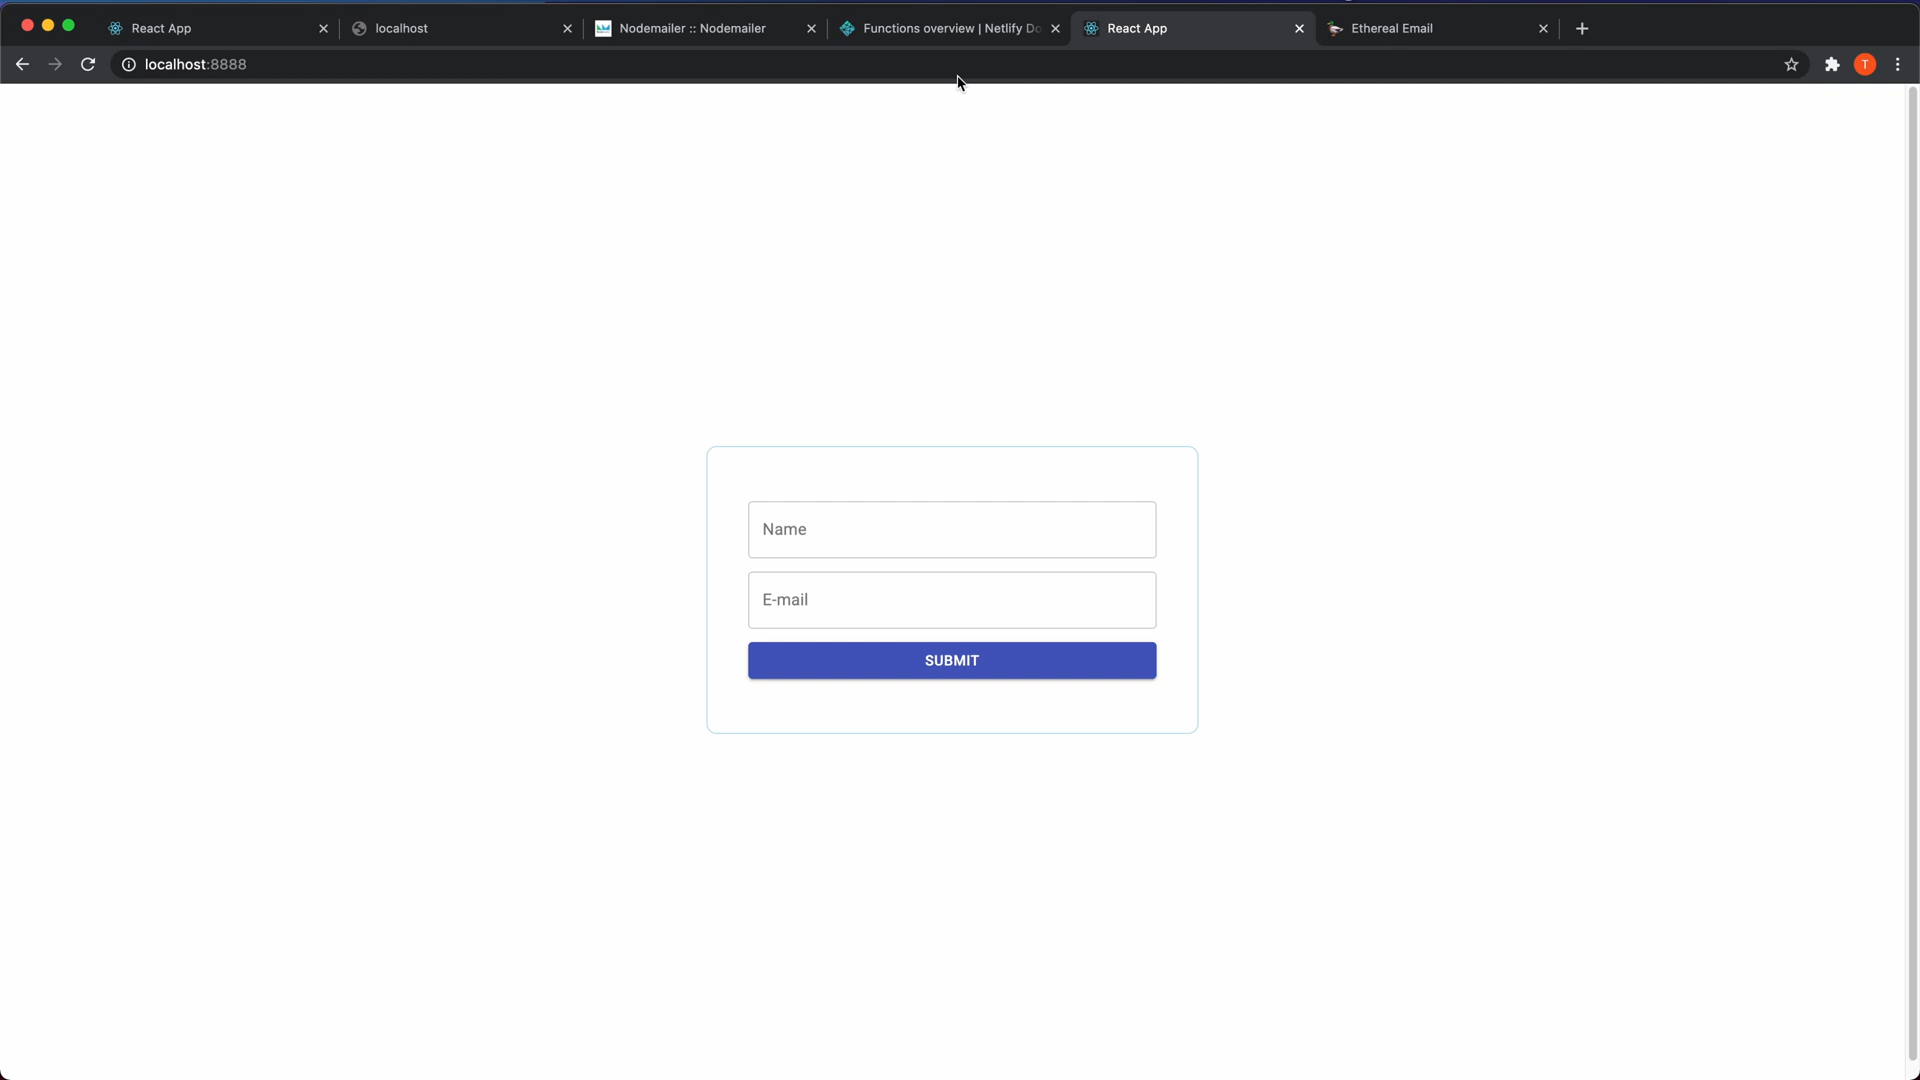 React App
localhost
Nodemailer :: Nodemailer
Functions overview | Netlify Do
React App
Ethereal Email
localhost:8888
T
Name
E-mail
SUBMIT